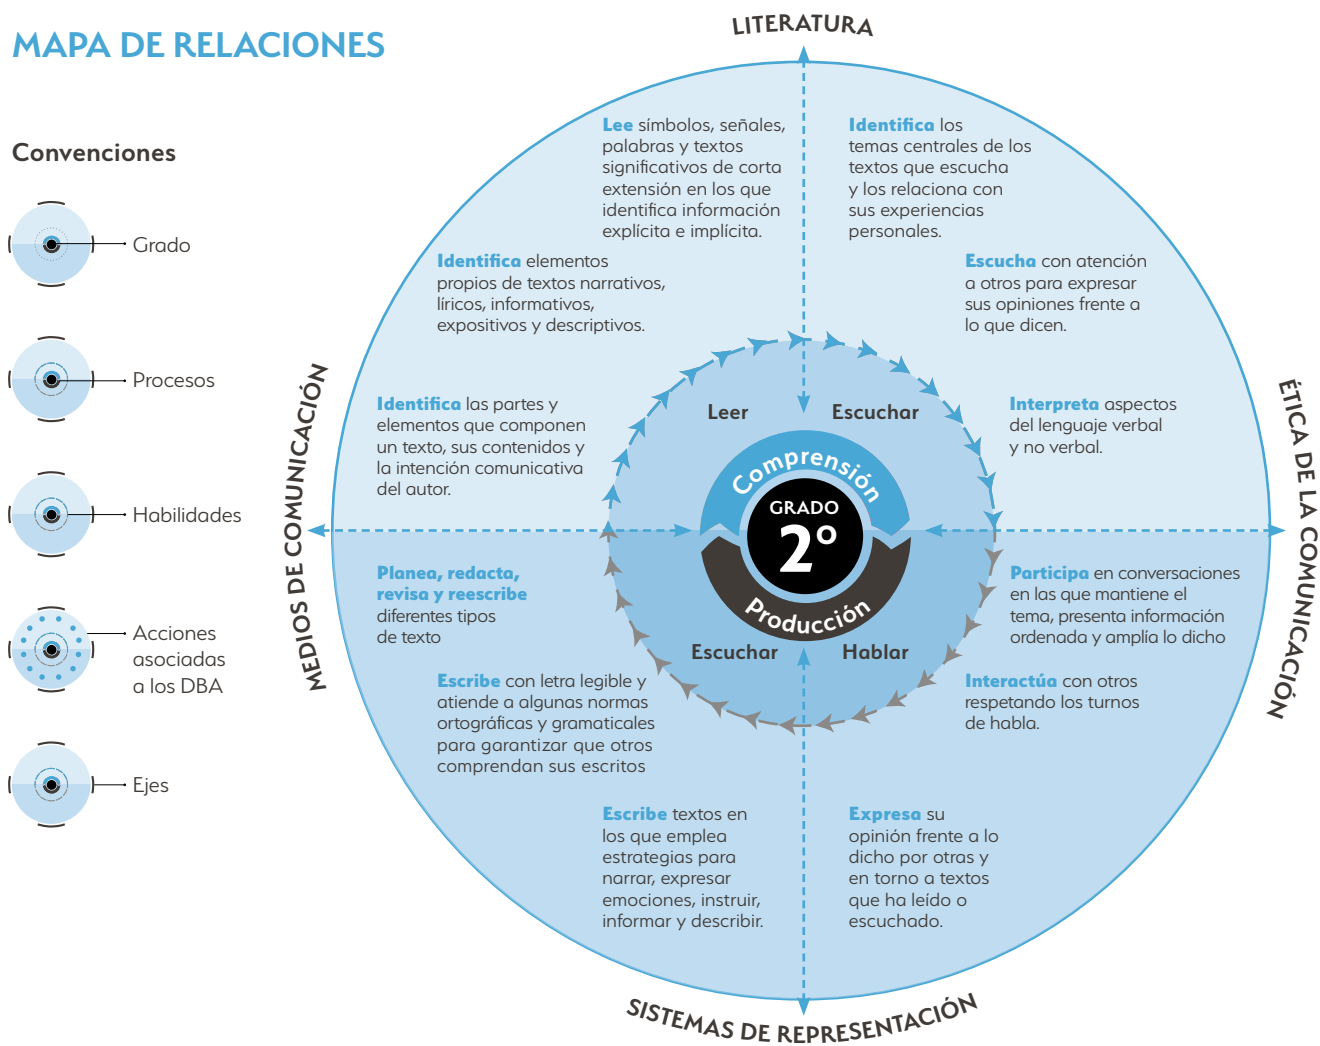 MAPA DE RELACIONES
Convenciones
Grado
Procesos
Habilidades
Acciones
asociadas
a los DBA
Ejes
LITERATURA
Lee símbolos, señales,
palabras y textos
significativos de corta
extensión en los que
identifica información
explícita e implícita.
Identifica los
temas centrales de los
textos que escucha
y los relaciona con
sus experiencias
personales.
Identifica elementos
propios de textos narrativos,
líricos, informativos,
expositivos y descriptivos.
Escucha con atención
a otros para expresar
sus opiniones frente a
lo que dicen.
Identifica las partes y
elementos que componen
un texto, sus contenidos y
la intención comunicativa
del autor.
Interpreta aspectos
del lenguaje verbal
y no verbal.
MEDIOS DE COMUNICACIÓN
ÉTICA DE LA COMUNICACIÓN
Leer
Escuchar
Comprensión
GRADO
2º
Producción
Escuchar
Hablar
Planea, redacta,
revisa y reescribe
diferentes tipos
de texto
Participa en conversaciones
en las que mantiene el
tema, presenta información
ordenada y amplía lo dicho
Escribe con letra legible y
atiende a algunas normas
ortográficas y gramaticales
para garantizar que otros
comprendan sus escritos
Interactúa con otros
respetando los turnos
de habla.
Escribe textos en
los que emplea
estrategias para
narrar, expresar
emociones, instruir,
informar y describir.
Expresa su
opinión frente a lo
dicho por otras y
en torno a textos
que ha leído o
escuchado.
SISTEMAS DE REPRESENTACIÓN